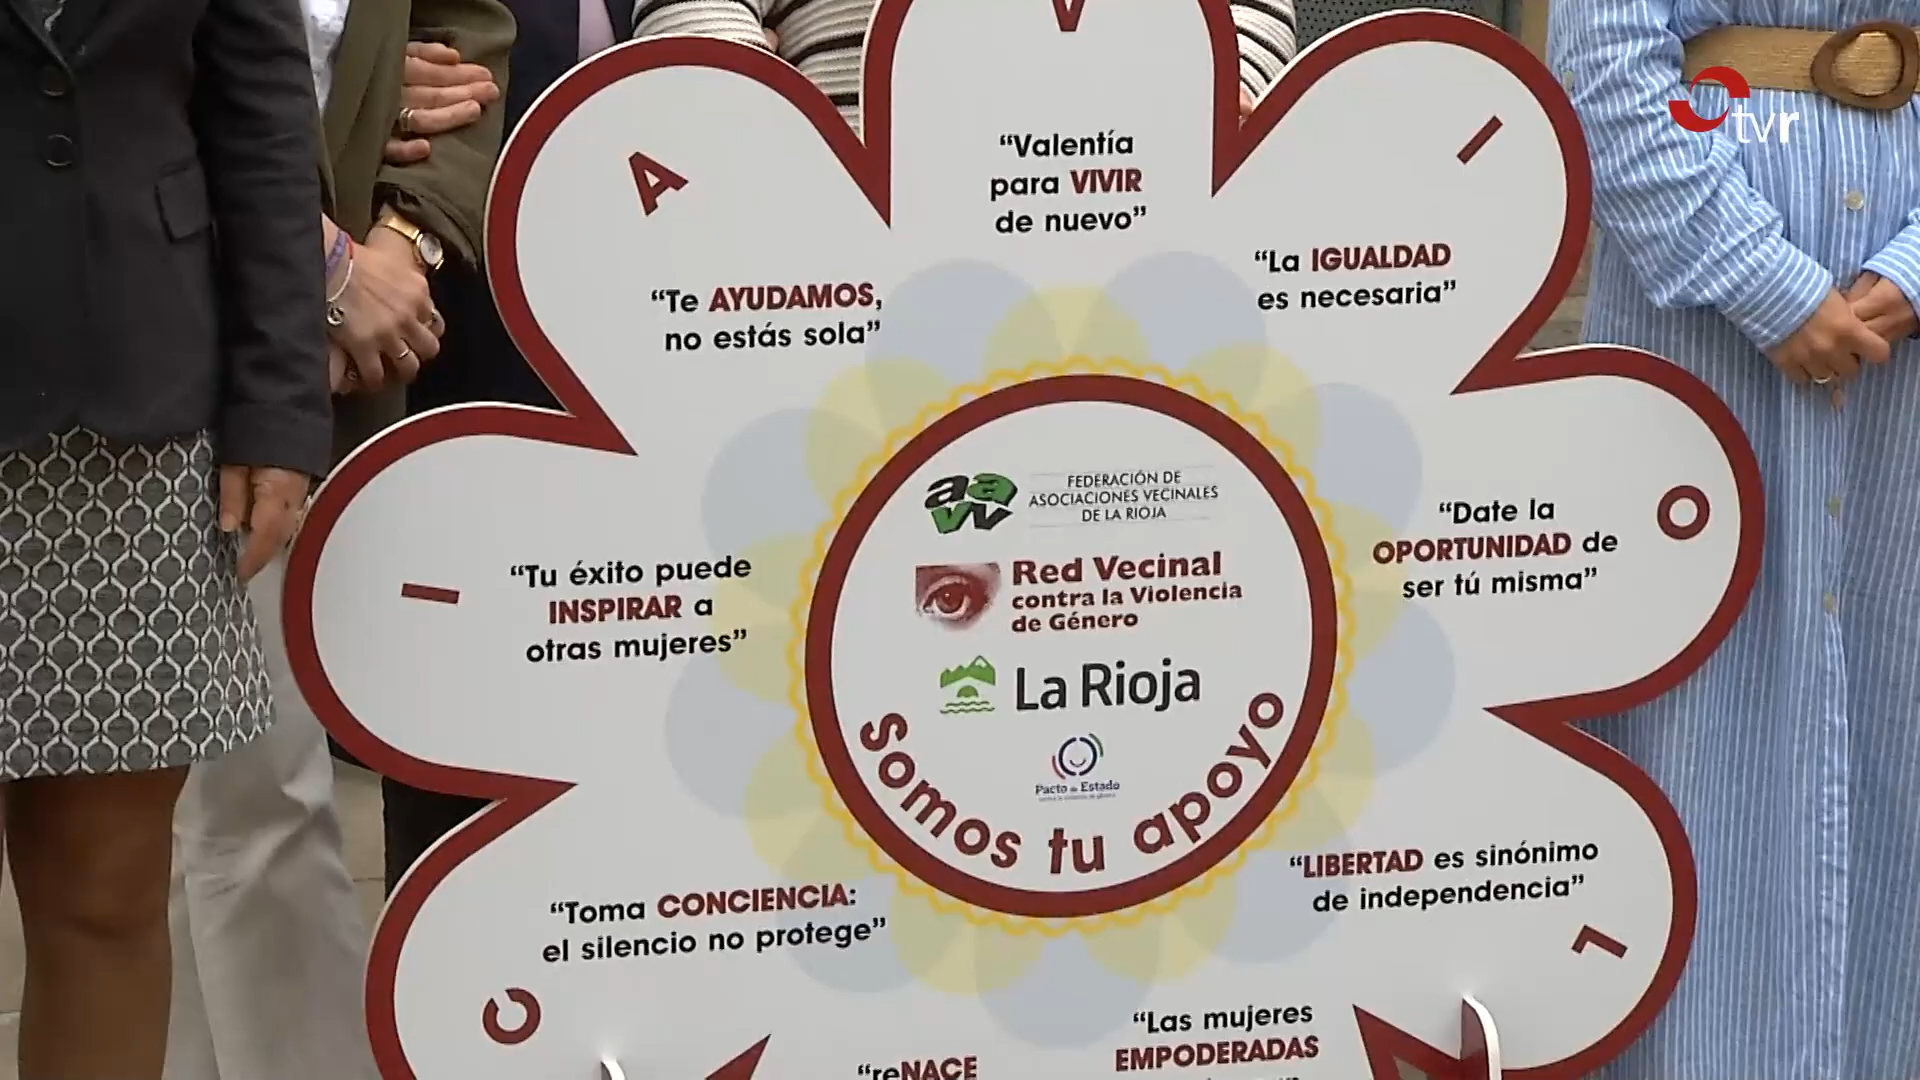 V
"Valentía
para VIVIR
de nuevo"
I
"La IGUALDAD
es necesaria"
O
"Date la
OPORTUNIDAD de
ser tú misma"
L
"LIBERTAD es sinónimo
de independencia"
"Las mujeres
EMPODERADAS
"reNACE
C
"Toma CONCIENCIA:
el silencio no protege"
I
"Tu éxito puede
INSPIRAR a
otras mujeres"
A
"Te AYUDAMOS,
no estás sola"
aavv
FEDERACIÓN DE
ASOCIACIONES VECINALES
DE LA RIOJA
Red Vecinal
contra la Violencia
de Género
La Rioja
Pacto de Estado
Somos tu apoyo
tvr